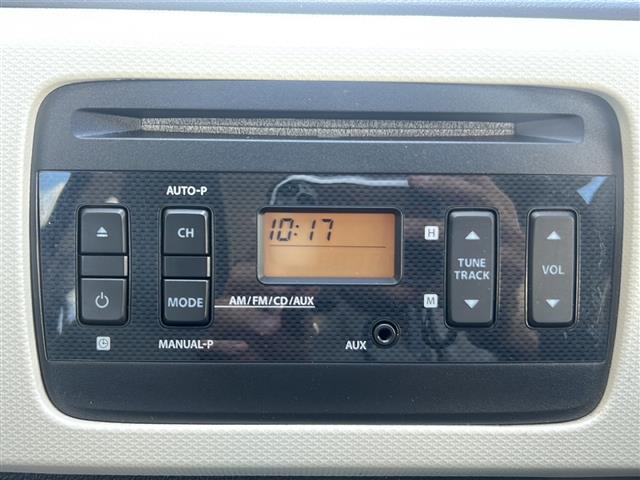 AUTO-P
CH
10:17
H
TUNE
TRACK
VOL
MODE
AM/FM/CD/AUX
M
MANUAL-P
AUX